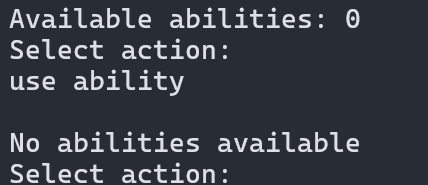 Available abilities: 0
Select action:
use ability
No abilities available
Select action: